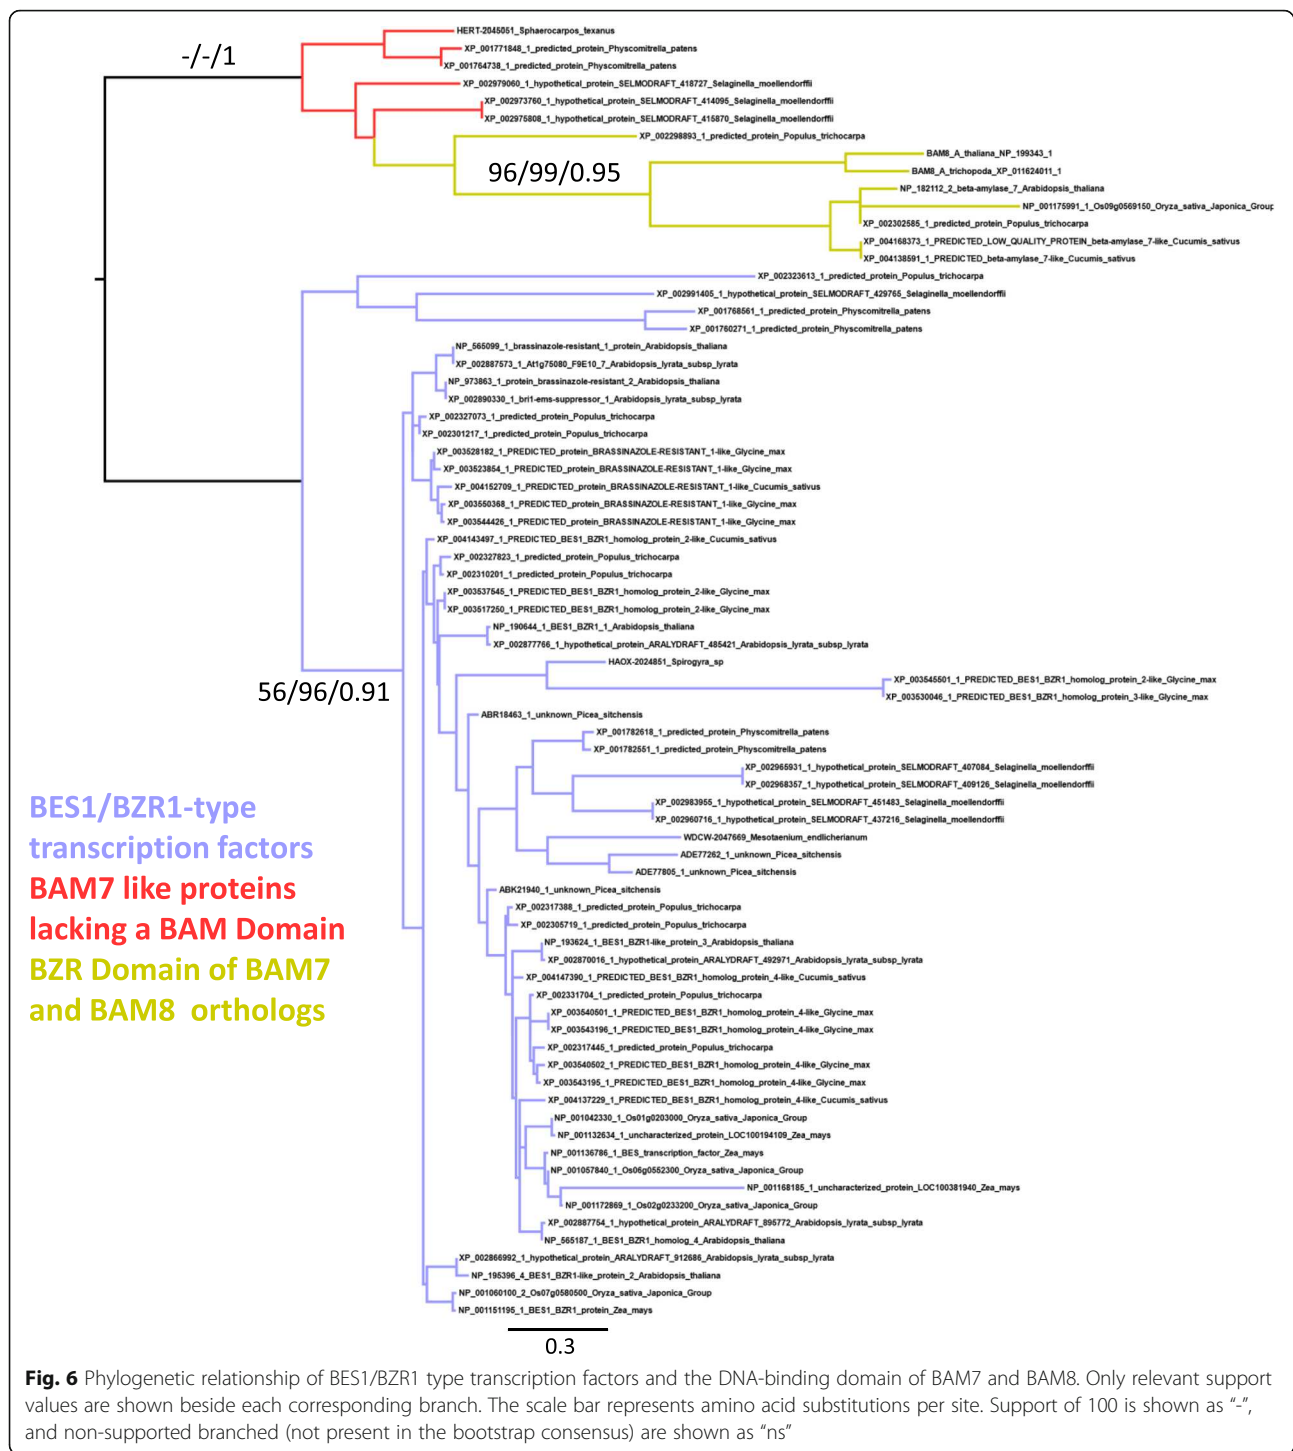 HERT-2045051_Sphaerocarpos_texanus
-/-/1
XP_001771848_1_predicted_protein_Physcomitrella_patens
XP_001764738_1_predicted_protein_Physcomitrella_patens
XP_002979060_1_hypothetical_protein_SELMODRAFT_418727_Selaginella_moellendorffii
XP_002973760_1_hypothetical_protein_SELMODRAFT_414095_Selaginella_moellendorffii
XP_002975808_1_hypothetical_protein_SELMODRAFT_415870_Selaginella_moellendorffii
XP_002298893_1_predicted_protein_Populus_trichocarpa
BAM8_A_thaliana_NP_199343_1
96/99/0.95
BAM8_A_trichopoda_XP_011624011_1
NP_182112_2_beta-amylase_7_Arabidopsis_thaliana
NP_001175991_1_Os09g0569150_Oryza_sativa_Japonica_Group
XP_002302585_1_predicted_protein_Populus_trichocarpa
XP_004168373_1_PREDICTED_LOW_QUALITY_PROTEIN_beta-amylase_7-like_Cucumis_sativus
XP_004138591_1_PREDICTED_beta-amylase_7-like_Cucumis_sativus
XP_002323613_1_predicted_protein_Populus_trichocarpa
XP_002991405_1_hypothetical_protein_SELMODRAFT_429765_Selaginella_moellendorffii
XP_001768561_1_predicted_protein_Physcomitrella_patens
XP_001760271_1_predicted_protein_Physcomitrella_patens
NP_565099_1_brassinazole-resistant_1_protein_Arabidopsis_thaliana
XP_002887573_1_At1g75080_F9E10_7_Arabidopsis_lyrata_subsp_lyrata
NP_973863_1_protein_brassinazole-resistant_2_Arabidopsis_thaliana
XP_002890330_1_bri1-ems-suppressor_1_Arabidopsis_lyrata_subsp_lyrata
XP_002327073_1_predicted_protein_Populus_trichocarpa
XP_002301217_1_predicted_protein_Populus_trichocarpa
XP_003528182_1_PREDICTED_protein_BRASSINAZOLE-RESISTANT_1-like_Glycine_max
XP_003523854_1_PREDICTED_protein_BRASSINAZOLE-RESISTANT_1-like_Glycine_max
XP_004152709_1_PREDICTED_protein_BRASSINAZOLE-RESISTANT_1-like_Cucumis_sativus
XP_003550368_1_PREDICTED_protein_BRASSINAZOLE-RESISTANT_1-like_Glycine_max
XP_003544426_1_PREDICTED_protein_BRASSINAZOLE-RESISTANT_1-like_Glycine_max
XP_004143497_1_PREDICTED_BES1_BZR1_homolog_protein_2-like_Cucumis_sativus
XP_002327823_1_predicted_protein_Populus_trichocarpa
XP_002310201_1_predicted_protein_Populus_trichocarpa
XP_003537545_1_PREDICTED_BES1_BZR1_homolog_protein_2-like_Glycine_max
XP_003517250_1_PREDICTED_BES1_BZR1_homolog_protein_2-like_Glycine_max
NP_190644_1_BES1_BZR1_1_Arabidopsis_thaliana
XP_002877766_1_hypothetical_protein_ARALYDRAFT_485421_Arabidopsis_lyrata_subsp_lyrata
HAOX-2024851_Spirogyra_sp
XP_003545501_1_PREDICTED_BES1_BZR1_homolog_protein_2-like_Glycine_max
56/96/0.91
XP_003530046_1_PREDICTED_BES1_BZR1_homolog_protein_3-like_Glycine_max
ABR18463_1_unknown_Picea_sitchensis
XP_001782618_1_predicted_protein_Physcomitrella_patens
XP_001782551_1_predicted_protein_Physcomitrella_patens
XP_002965931_1_hypothetical_protein_SELMODRAFT_407084_Selaginella_moellendorffii
XP_002968357_1_hypothetical_protein_SELMODRAFT_409126_Selaginella_moellendorffii
XP_002983955_1_hypothetical_protein_SELMODRAFT_451483_Selaginella_moellendorffii
XP_002960716_1_hypothetical_protein_SELMODRAFT_437216_Selaginella_moellendorffii
WDCW-2047669_Mesotaenium_endlicherianum
ADE77262_1_unknown_Picea_sitchensis
ADE77805_1_unknown_Picea_sitchensis
ABK21940_1_unknown_Picea_sitchensis
XP_002317388_1_predicted_protein_Populus_trichocarpa
XP_002305719_1_predicted_protein_Populus_trichocarpa
NP_193624_1_BES1_BZR1-like_protein_3_Arabidopsis_thaliana
XP_002870016_1_hypothetical_protein_ARALYDRAFT_492971_Arabidopsis_lyrata_subsp_lyrata
XP_004147390_1_PREDICTED_BES1_BZR1_homolog_protein_4-like_Cucumis_sativus
XP_002331704_1_predicted_protein_Populus_trichocarpa
XP_003540501_1_PREDICTED_BES1_BZR1_homolog_protein_4-like_Glycine_max
XP_003543196_1_PREDICTED_BES1_BZR1_homolog_protein_4-like_Glycine_max
XP_002317445_1_predicted_protein_Populus_trichocarpa
XP_003540502_1_PREDICTED_BES1_BZR1_homolog_protein_4-like_Glycine_max
XP_003543195_1_PREDICTED_BES1_BZR1_homolog_protein_4-like_Glycine_max
XP_004137229_1_PREDICTED_BES1_BZR1_homolog_protein_4-like_Cucumis_sativus
NP_001042330_1_Os01g0203000_Oryza_sativa_Japonica_Group
NP_001132634_1_uncharacterized_protein_LOC100194109_Zea_mays
NP_001136786_1_BES_transcription_factor_Zea_mays
NP_001057840_1_Os06g0552300_Oryza_sativa_Japonica_Group
NP_001168185_1_uncharacterized_protein_LOC100381940_Zea_mays
NP_001172869_1_Os02g0233200_Oryza_sativa_Japonica_Group
XP_002887754_1_hypothetical_protein_ARALYDRAFT_895772_Arabidopsis_lyrata_subsp_lyrata
NP_565187_1_BES1_BZR1_homolog_4_Arabidopsis_thaliana
XP_002866992_1_hypothetical_protein_ARALYDRAFT_912686_Arabidopsis_lyrata_subsp_lyrata
NP_195396_4_BES1_BZR1-like_protein_2_Arabidopsis_thaliana
NP_001060100_2_Os07g0580500_Oryza_sativa_Japonica_Group
NP_001151195_1_BES1_BZR1_protein_Zea_mays
BES1/BZR1-type
transcription factors
BAM7 like proteins
lacking a BAM Domain
BZR Domain of BAM7
and BAM8 orthologs
0.3
Fig. 6 Phylogenetic relationship of BES1/BZR1 type transcription factors and the DNA-binding domain of BAM7 and BAM8. Only relevant support
values are shown beside each corresponding branch. The scale bar represents amino acid substitutions per site. Support of 100 is shown as “-”,
and non-supported branched (not present in the bootstrap consensus) are shown as “ns”